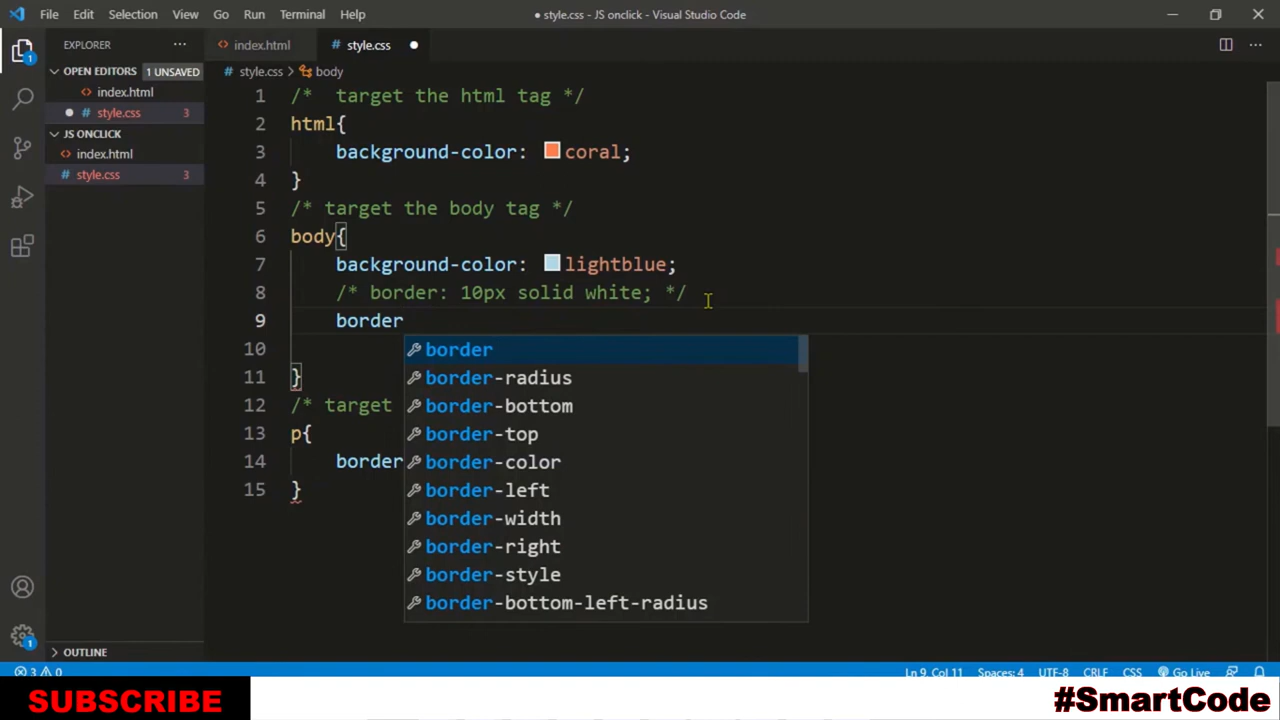 File Edit Selection View Go Run Terminal Help ● style.css - JS onclick - Visual Studio Code
EXPLORER ··· <> index.html # style.css ●
OPEN EDITORS 1 UNSAVED # style.css > body
<> index.html
● # style.css 3
JS ONCLICK
<> index.html
# style.css 3
1 /*  target the html tag */
2 html{
3     background-color: coral;
4 }
5 /* target the body tag */
6 body{
7     background-color: lightblue;
8     /* border: 10px solid white; */
9     border
10
11 }
12 /* target
13 p{
14     border
15 }
border
border-radius
border-bottom
border-top
border-color
border-left
border-width
border-right
border-style
border-bottom-left-radius
1
1
> OUTLINE
3 0 Ln 9, Col 11 Spaces: 4 UTF-8 CRLF CSS Go Live
SUBSCRIBE #SmartCode